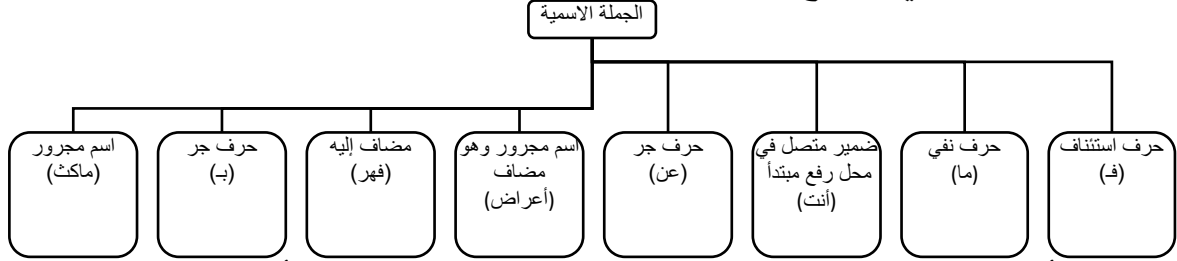 الجملة الاسمية
حرف استئناف
(فـ)
حرف نفي
(ما)
ضمير متصل في
محل رفع مبتدأ
(أنت)
حرف جر
(عن)
اسم مجرور وهو
مضاف
(أعراض)
مضاف إليه
(فهر)
حرف جر
(بـ)
اسم مجرور
(ماكث)